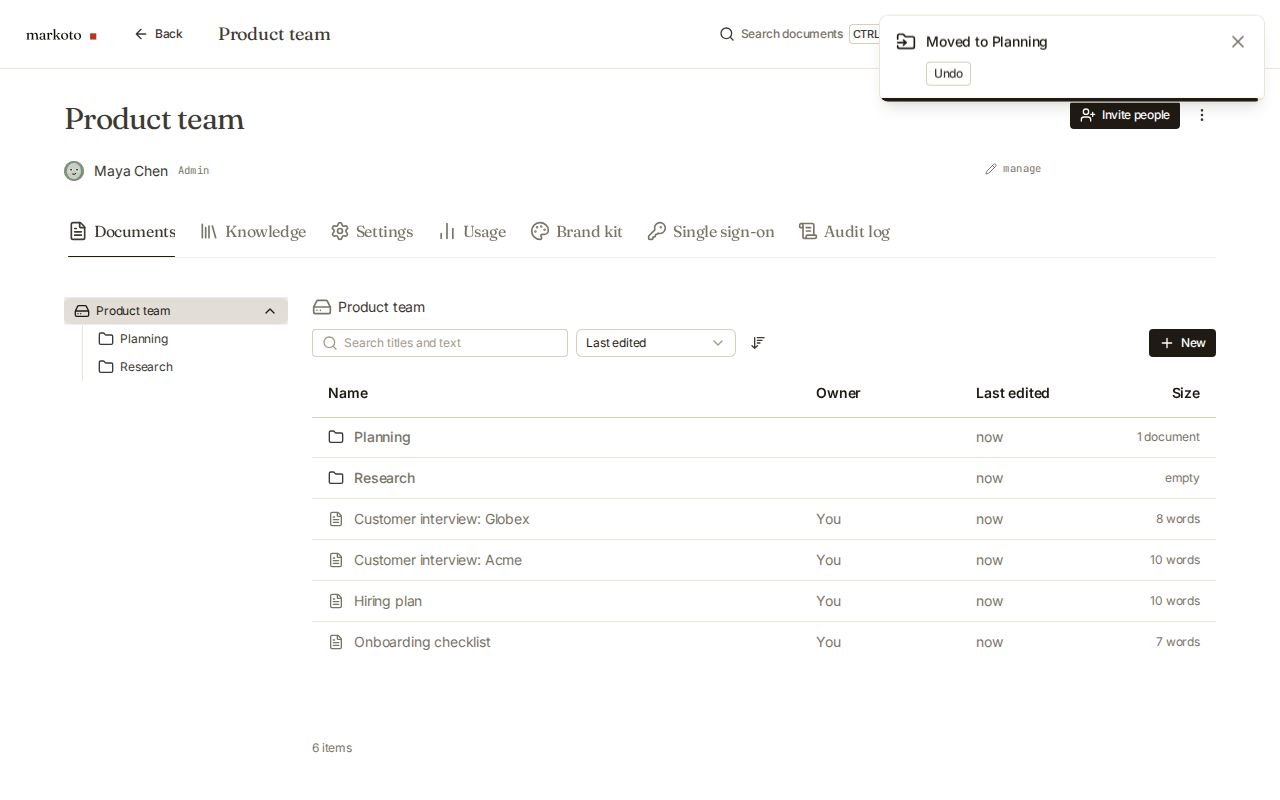 markoto
Back
Product team
Search documents
CTRL
Moved to Planning
Undo
Product team
Invite people
Maya Chen
Admin
manage
Documents
Knowledge
Settings
Usage
Brand kit
Single sign-on
Audit log
Product team
Planning
Research
Product team
Search titles and text
Last edited
New
Name Owner Last edited Size
Planning now 1 document
Research now empty
Customer interview: Globex You now 8 words
Customer interview: Acme You now 10 words
Hiring plan You now 10 words
Onboarding checklist You now 7 words
6 items